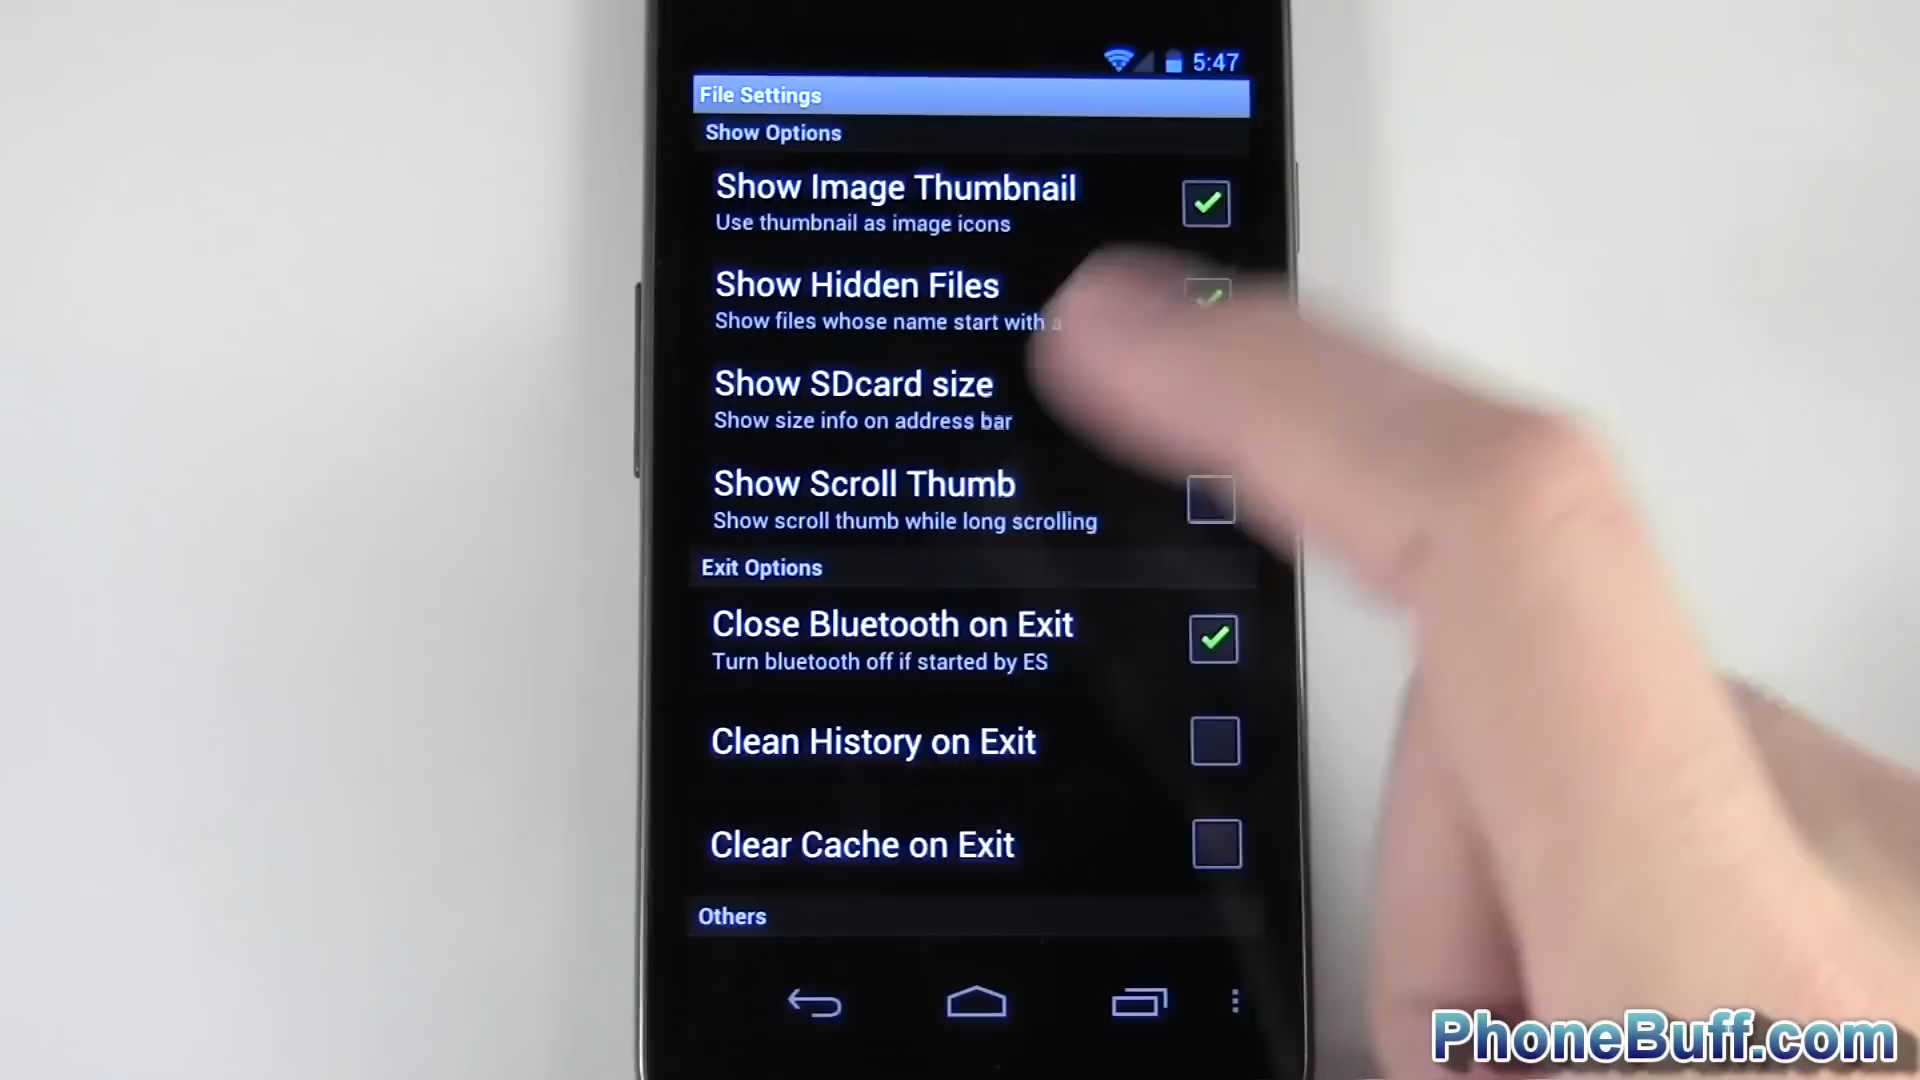 5:47
File Settings
Show Options
Show Image Thumbnail
Use thumbnail as image icons
Show Hidden Files
Show files whose name start with a
Show SDcard size
Show size info on address bar
Show Scroll Thumb
Show scroll thumb while long scrolling
Exit Options
Close Bluetooth on Exit
Turn bluetooth off if started by ES
Clean History on Exit
Clear Cache on Exit
Others
PhoneBuff.com